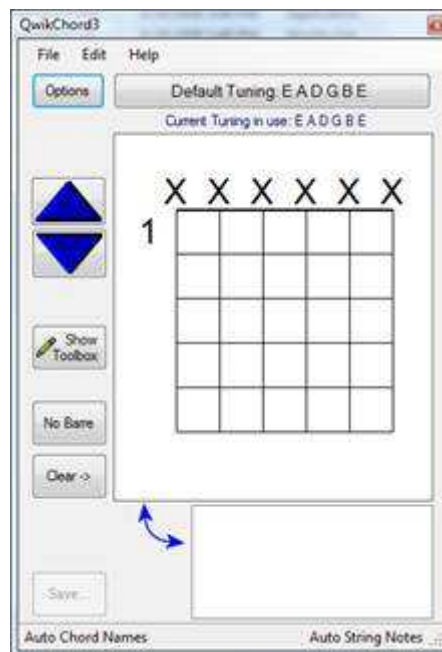 QwikChord3
File Edit Help
Options
Default Tuning: E A D G B E
Current Tuning in use: E A D G B E
X X X X X X
1
Show
Toolbox
No Barre
Clear ->
Save...
Auto Chord Names Auto String Notes